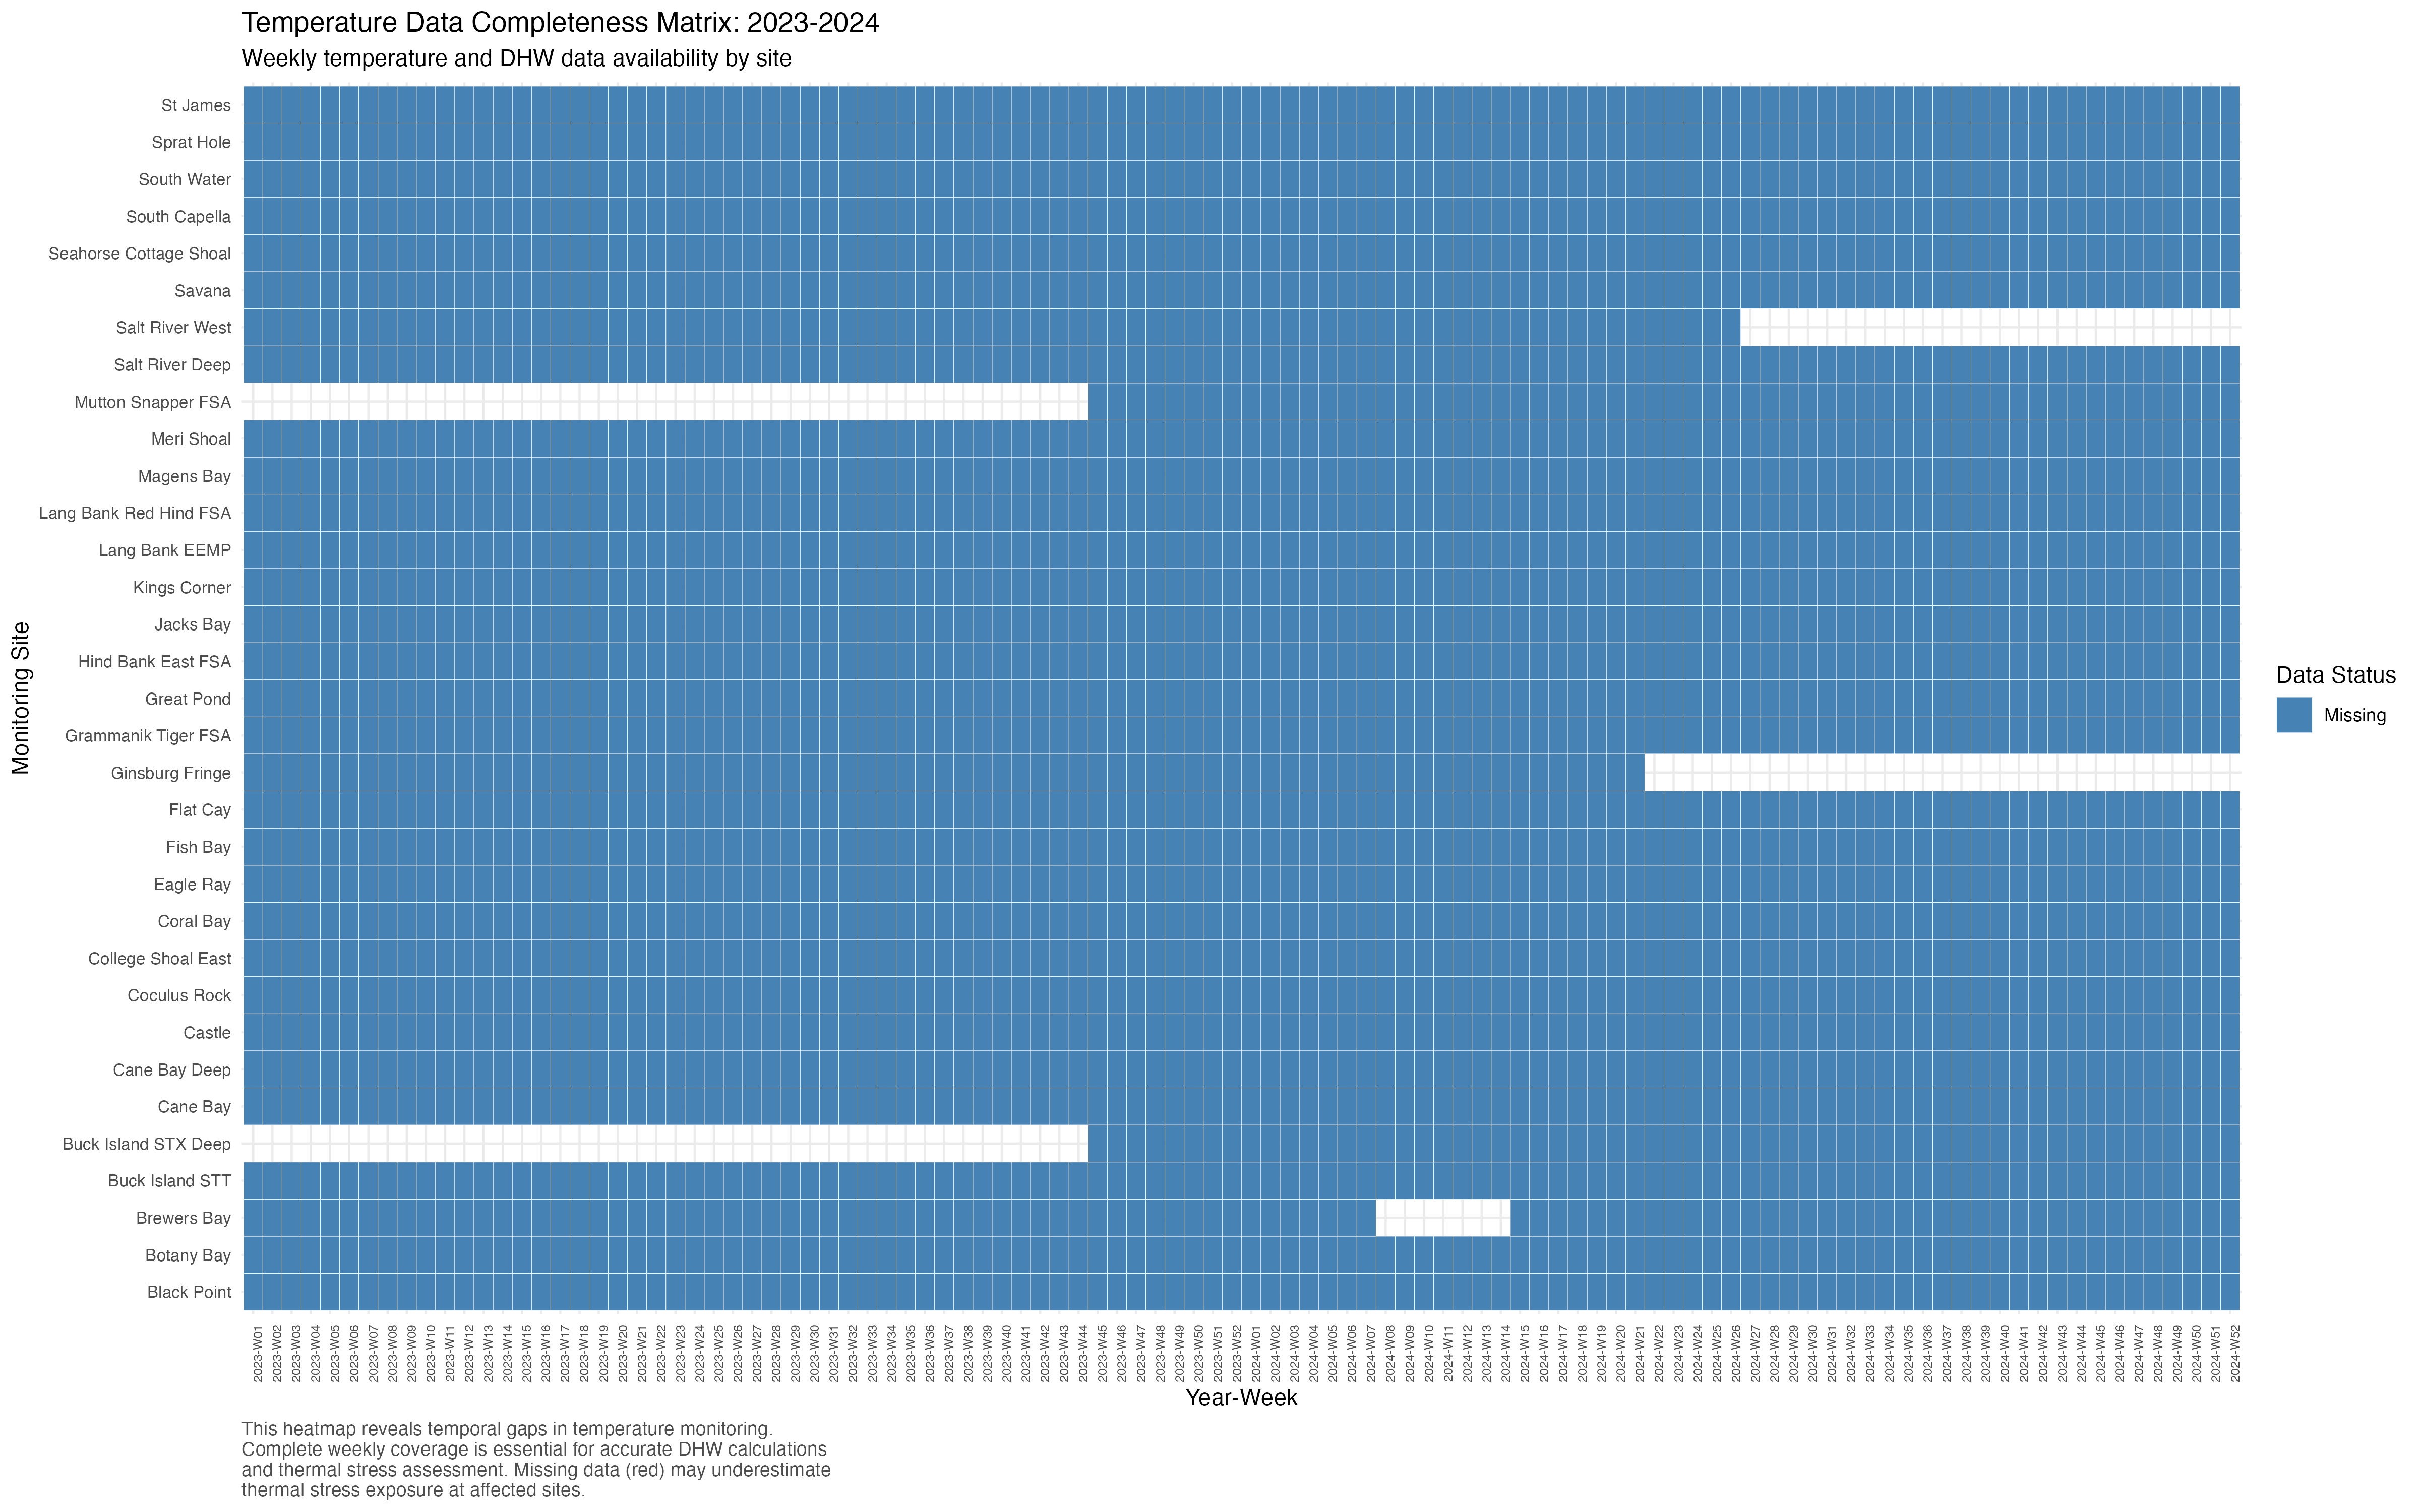 Temperature Data Completeness Matrix: 2023-2024
Weekly temperature and DHW data availability by site
Monitoring Site
St James
Sprat Hole
South Water
South Capella
Seahorse Cottage Shoal
Savana
Salt River West
Salt River Deep
Mutton Snapper FSA
Meri Shoal
Magens Bay
Lang Bank Red Hind FSA
Lang Bank EEMP
Kings Corner
Jacks Bay
Hind Bank East FSA
Great Pond
Grammanik Tiger FSA
Ginsburg Fringe
Flat Cay
Fish Bay
Eagle Ray
Coral Bay
College Shoal East
Coculus Rock
Castle
Cane Bay Deep
Cane Bay
Buck Island STX Deep
Buck Island STT
Brewers Bay
Botany Bay
Black Point
Data Status
Missing
2023-W01
2023-W02
2023-W03
2023-W04
2023-W05
2023-W06
2023-W07
2023-W08
2023-W09
2023-W10
2023-W11
2023-W12
2023-W13
2023-W14
2023-W15
2023-W16
2023-W17
2023-W18
2023-W19
2023-W20
2023-W21
2023-W22
2023-W23
2023-W24
2023-W25
2023-W26
2023-W27
2023-W28
2023-W29
2023-W30
2023-W31
2023-W32
2023-W33
2023-W34
2023-W35
2023-W36
2023-W37
2023-W38
2023-W39
2023-W40
2023-W41
2023-W42
2023-W43
2023-W44
2023-W45
2023-W46
2023-W47
2023-W48
2023-W49
2023-W50
2023-W51
2023-W52
2024-W01
2024-W02
2024-W03
2024-W04
2024-W05
2024-W06
2024-W07
2024-W08
2024-W09
2024-W10
2024-W11
2024-W12
2024-W13
2024-W14
2024-W15
2024-W16
2024-W17
2024-W18
2024-W19
2024-W20
2024-W21
2024-W22
2024-W23
2024-W24
2024-W25
2024-W26
2024-W27
2024-W28
2024-W29
2024-W30
2024-W31
2024-W32
2024-W33
2024-W34
2024-W35
2024-W36
2024-W37
2024-W38
2024-W39
2024-W40
2024-W41
2024-W42
2024-W43
2024-W44
2024-W45
2024-W46
2024-W47
2024-W48
2024-W49
2024-W50
2024-W51
2024-W52
Year-Week
This heatmap reveals temporal gaps in temperature monitoring.
Complete weekly coverage is essential for accurate DHW calculations
and thermal stress assessment. Missing data (red) may underestimate
thermal stress exposure at affected sites.